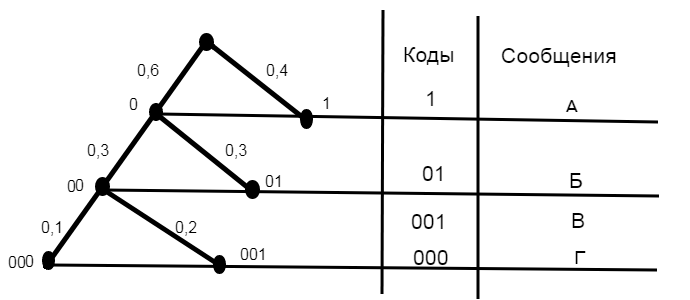 Коды Сообщения
0,6 0,4
0 1 1 А
0,3 0,3
00 01 01 Б
0,1 0,2 001 В
000 001 000 Г